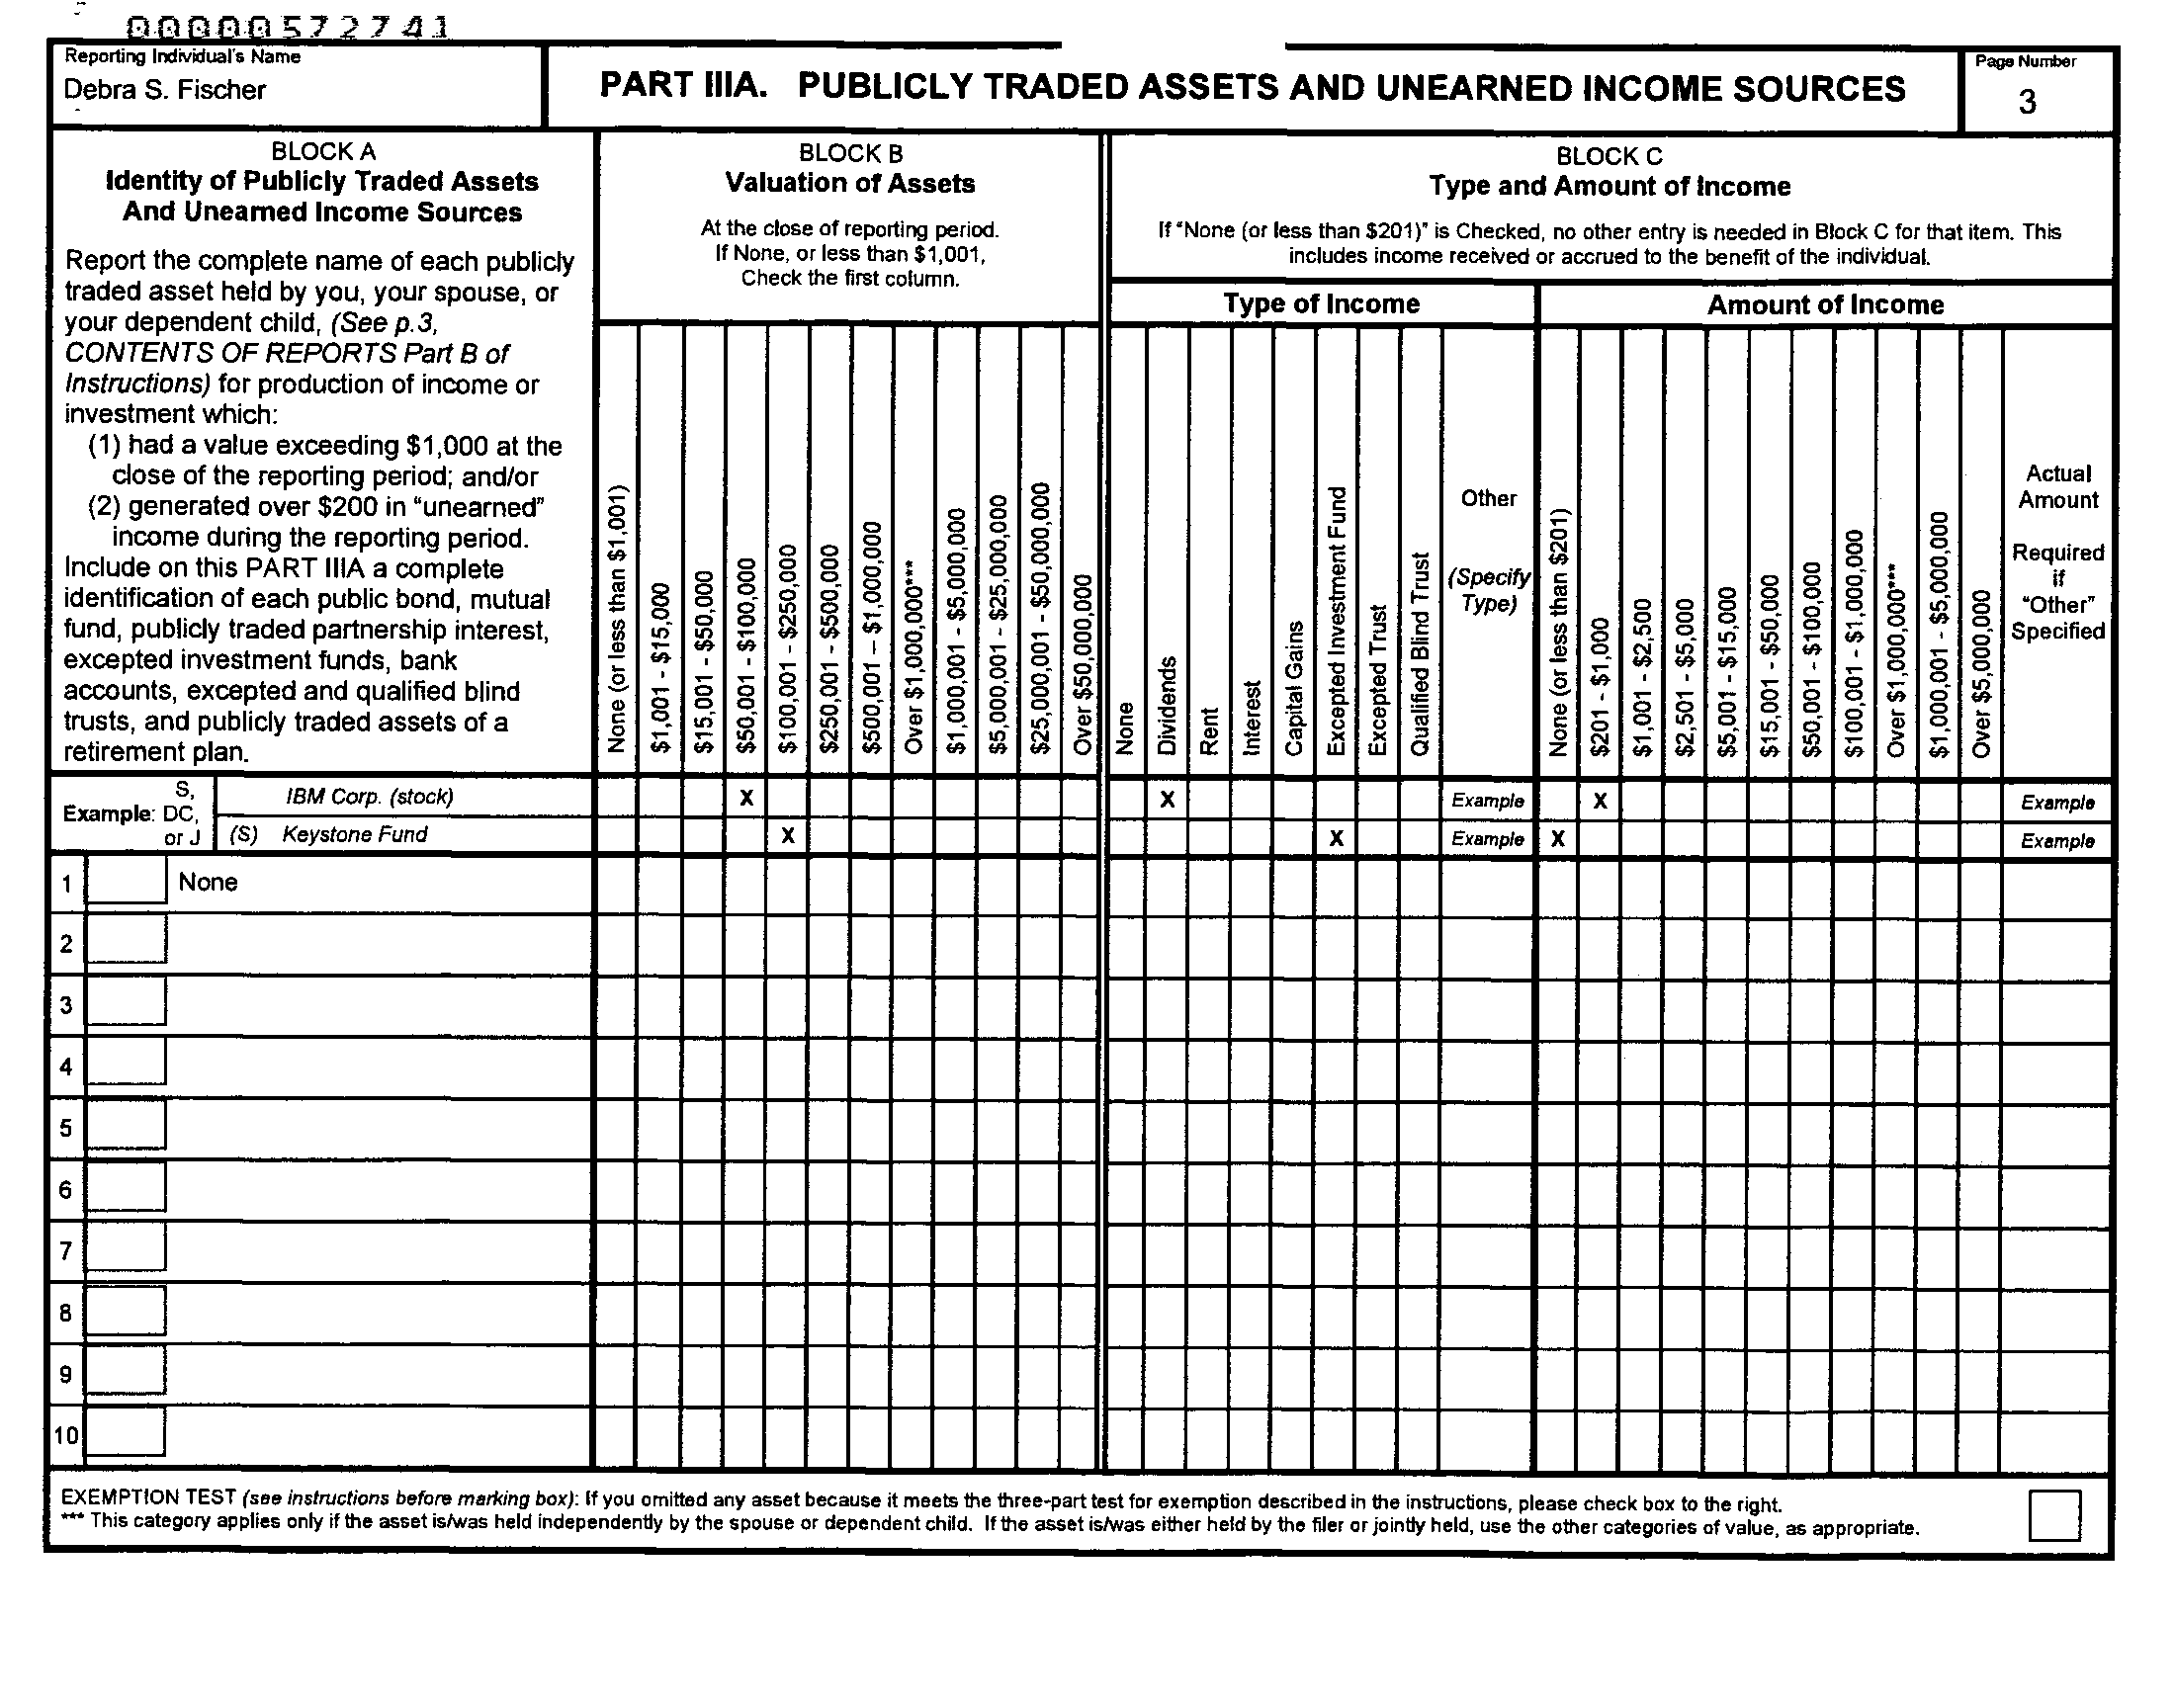 00000572741
Reporting Individual's Name
Debra S. Fischer
PART IIIA. PUBLICLY TRADED ASSETS AND UNEARNED INCOME SOURCES
Page Number
3
BLOCK A
Identity of Publicly Traded Assets
And Unearned Income Sources
Report the complete name of each publicly
traded asset held by you, your spouse, or
your dependent child, (See p.3,
CONTENTS OF REPORTS Part B of
Instructions) for production of income or
investment which:
(1) had a value exceeding $1,000 at the
close of the reporting period; and/or
(2) generated over $200 in "unearned"
income during the reporting period.
Include on this PART IIIA a complete
identification of each public bond, mutual
fund, publicly traded partnership interest,
excepted investment funds, bank
accounts, excepted and qualified blind
trusts, and publicly traded assets of a
retirement plan.
BLOCK B
Valuation of Assets
At the close of reporting period.
If None, or less than $1,001,
Check the first column.
None (or less than $1,001)
$1,001 - $15,000
$15,001 - $50,000
$50,001 - $100,000
$100,001 - $250,000
$250,001 - $500,000
$500,001 – $1,000,000
Over $1,000,000***
$1,000,001 - $5,000,000
$5,000,001 - $25,000,000
$25,000,001 - $50,000,000
Over $50,000,000
BLOCK C
Type and Amount of Income
If "None (or less than $201)" is Checked, no other entry is needed in Block C for that item. This
includes income received or accrued to the benefit of the individual.
Type of Income
None
Dividends
Rent
Interest
Capital Gains
Excepted Investment Fund
Excepted Trust
Qualified Blind Trust
Other
(Specify
Type)
Amount of Income
None (or less than $201)
$201 - $1,000
$1,001 - $2,500
$2,501 - $5,000
$5,001 - $15,000
$15,001 - $50,000
$50,001 - $100,000
$100,001 - $1,000,000
Over $1,000,000***
$1,000,001 - $5,000,000
Over $5,000,000
Actual
Amount
Required
if
"Other"
Specified
Example:
S,
DC,
or J
IBM Corp. (stock) X X Example X Example
(S) Keystone Fund X X Example X Example
1 None
2
3
4
5
6
7
8
9
10
EXEMPTION TEST (see instructions before marking box): If you omitted any asset because it meets the three-part test for exemption described in the instructions, please check box to the right.
*** This category applies only if the asset is/was held independently by the spouse or dependent child. If the asset is/was either held by the filer or jointly held, use the other categories of value, as appropriate.